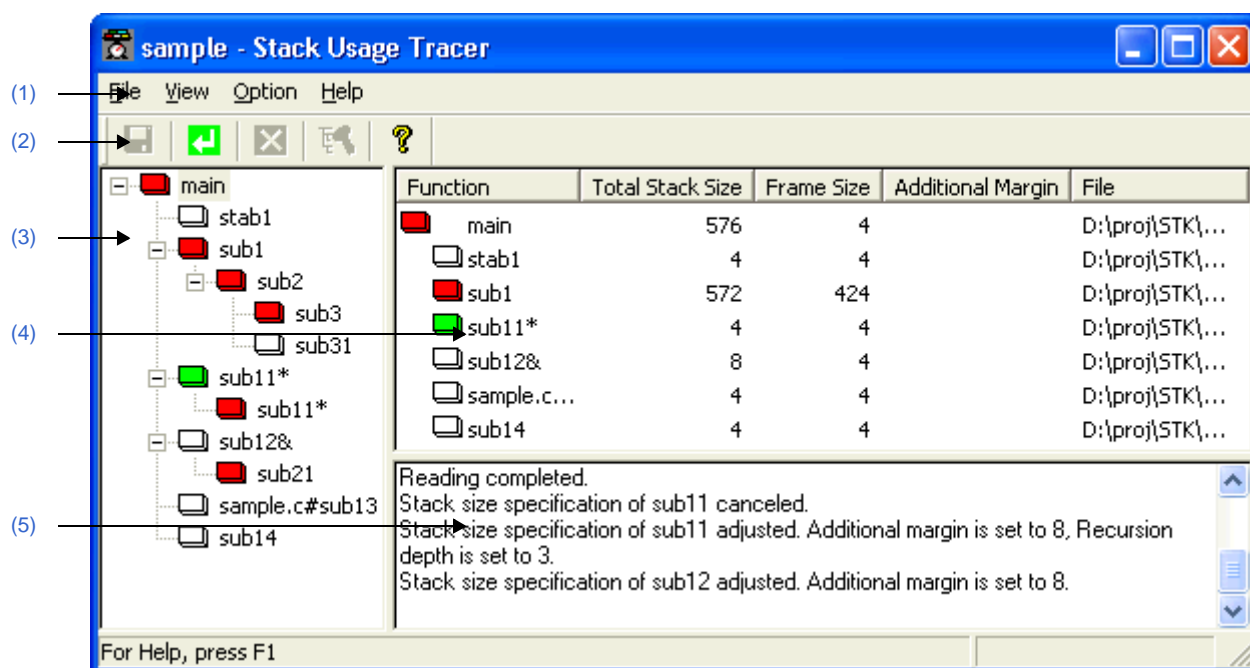 sample - Stack Usage Tracer
(1)
File View Option Help
(2)
(3)
main
stab1
sub1
sub2
sub3
sub31
sub11*
sub11*
sub12&
sub21
sample.c#sub13
sub14
Function Total Stack Size Frame Size Additional Margin File
main 576 4 D:\proj\STK\...
stab1 4 4 D:\proj\STK\...
sub1 572 424 D:\proj\STK\...
(4)
sub11* 4 4 D:\proj\STK\...
sub12& 8 4 D:\proj\STK\...
sample.c... 4 4 D:\proj\STK\...
sub14 4 4 D:\proj\STK\...
(5)
Reading completed.
Stack size specification of sub11 canceled.
Stack size specification of sub11 adjusted. Additional margin is set to 8, Recursion
depth is set to 3.
Stack size specification of sub12 adjusted. Additional margin is set to 8.
For Help, press F1